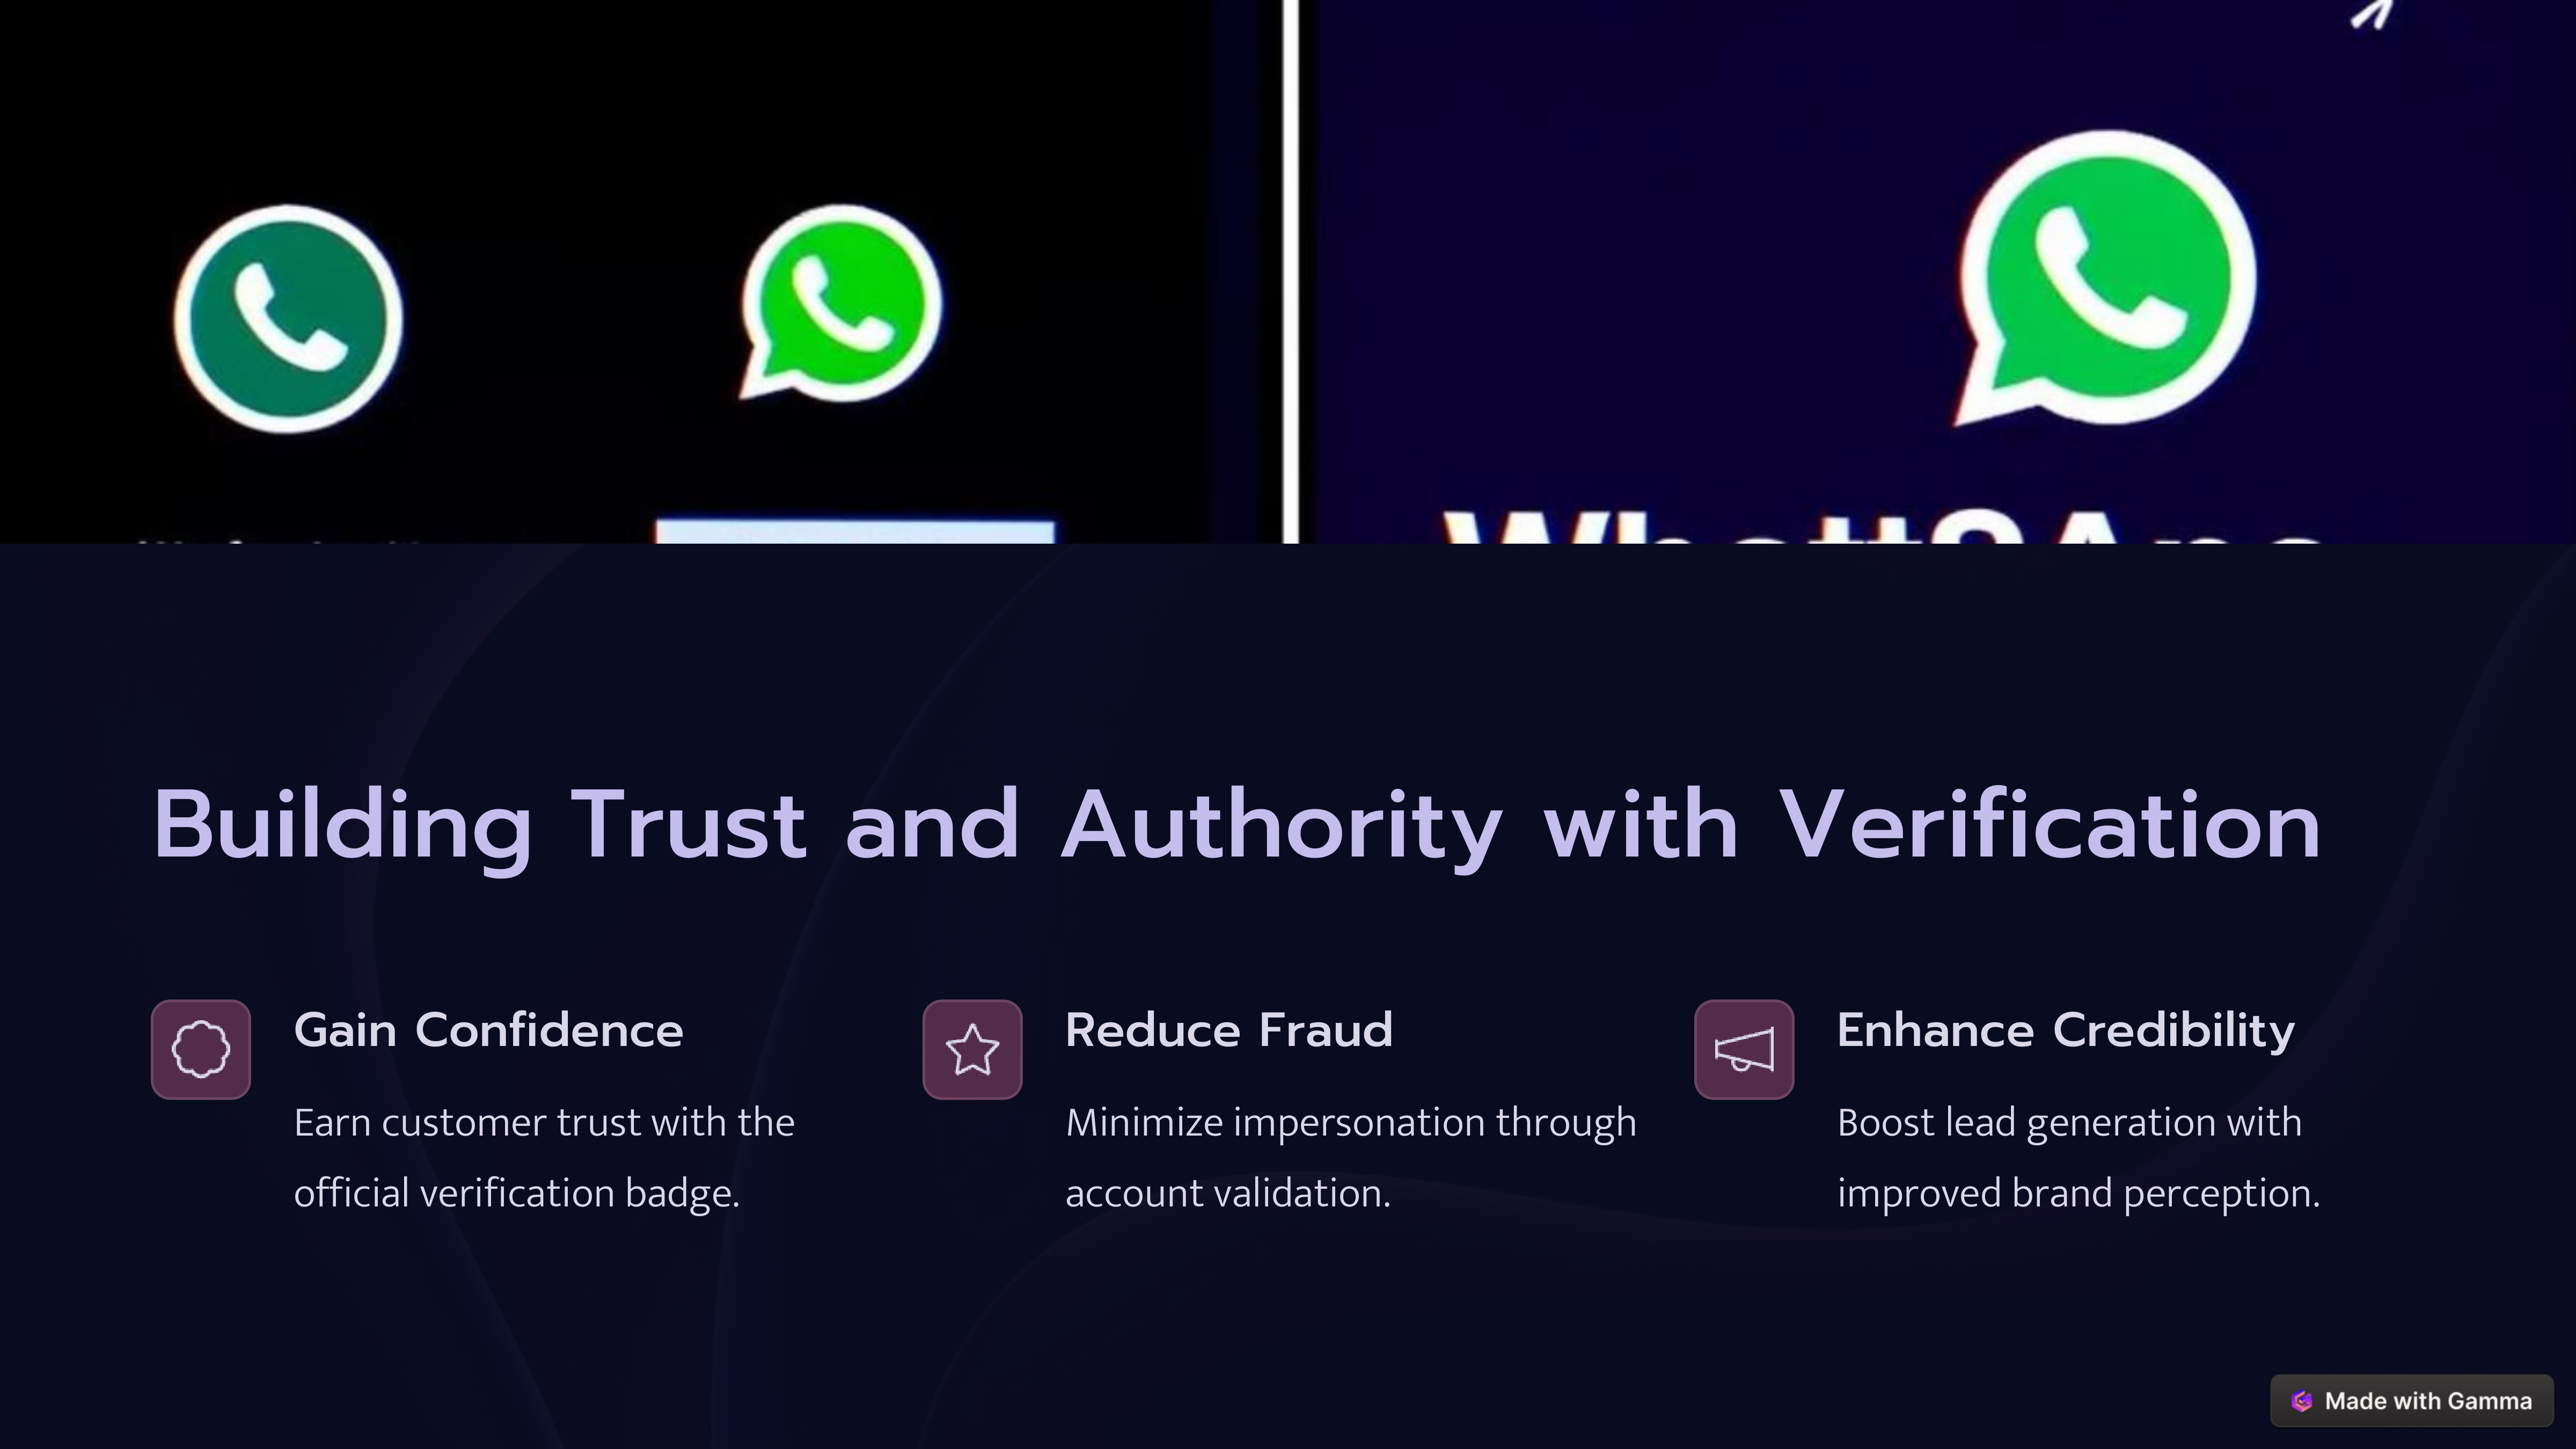 Building Trust and Authority with Verification
Gain Confidence
Earn customer trust with the
official verification badge.
Reduce Fraud
Minimize impersonation through
account validation.
Enhance Credibility
Boost lead generation with
improved brand perception.
Made with Gamma